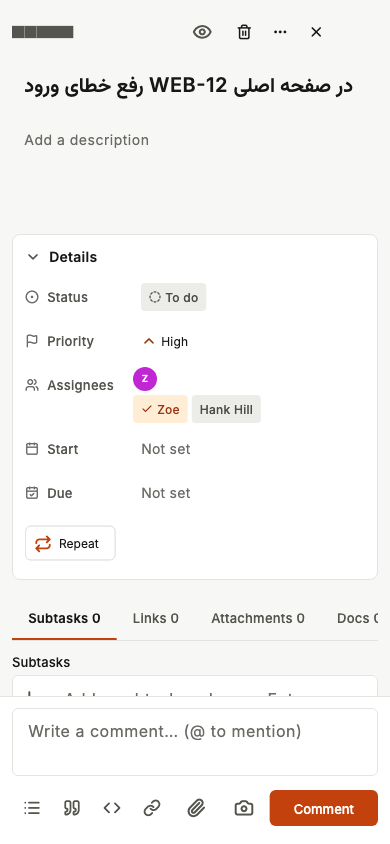 رفع خطای ورود WEB-12 در صفحه اصلی
Add a description
Details
Status
To do
Priority
High
Assignees
Z
Zoe
Hank Hill
Start
Not set
Due
Not set
Repeat
Subtasks 0
Links 0
Attachments 0
Docs
Subtasks
Write a comment... (@ to mention)
Comment